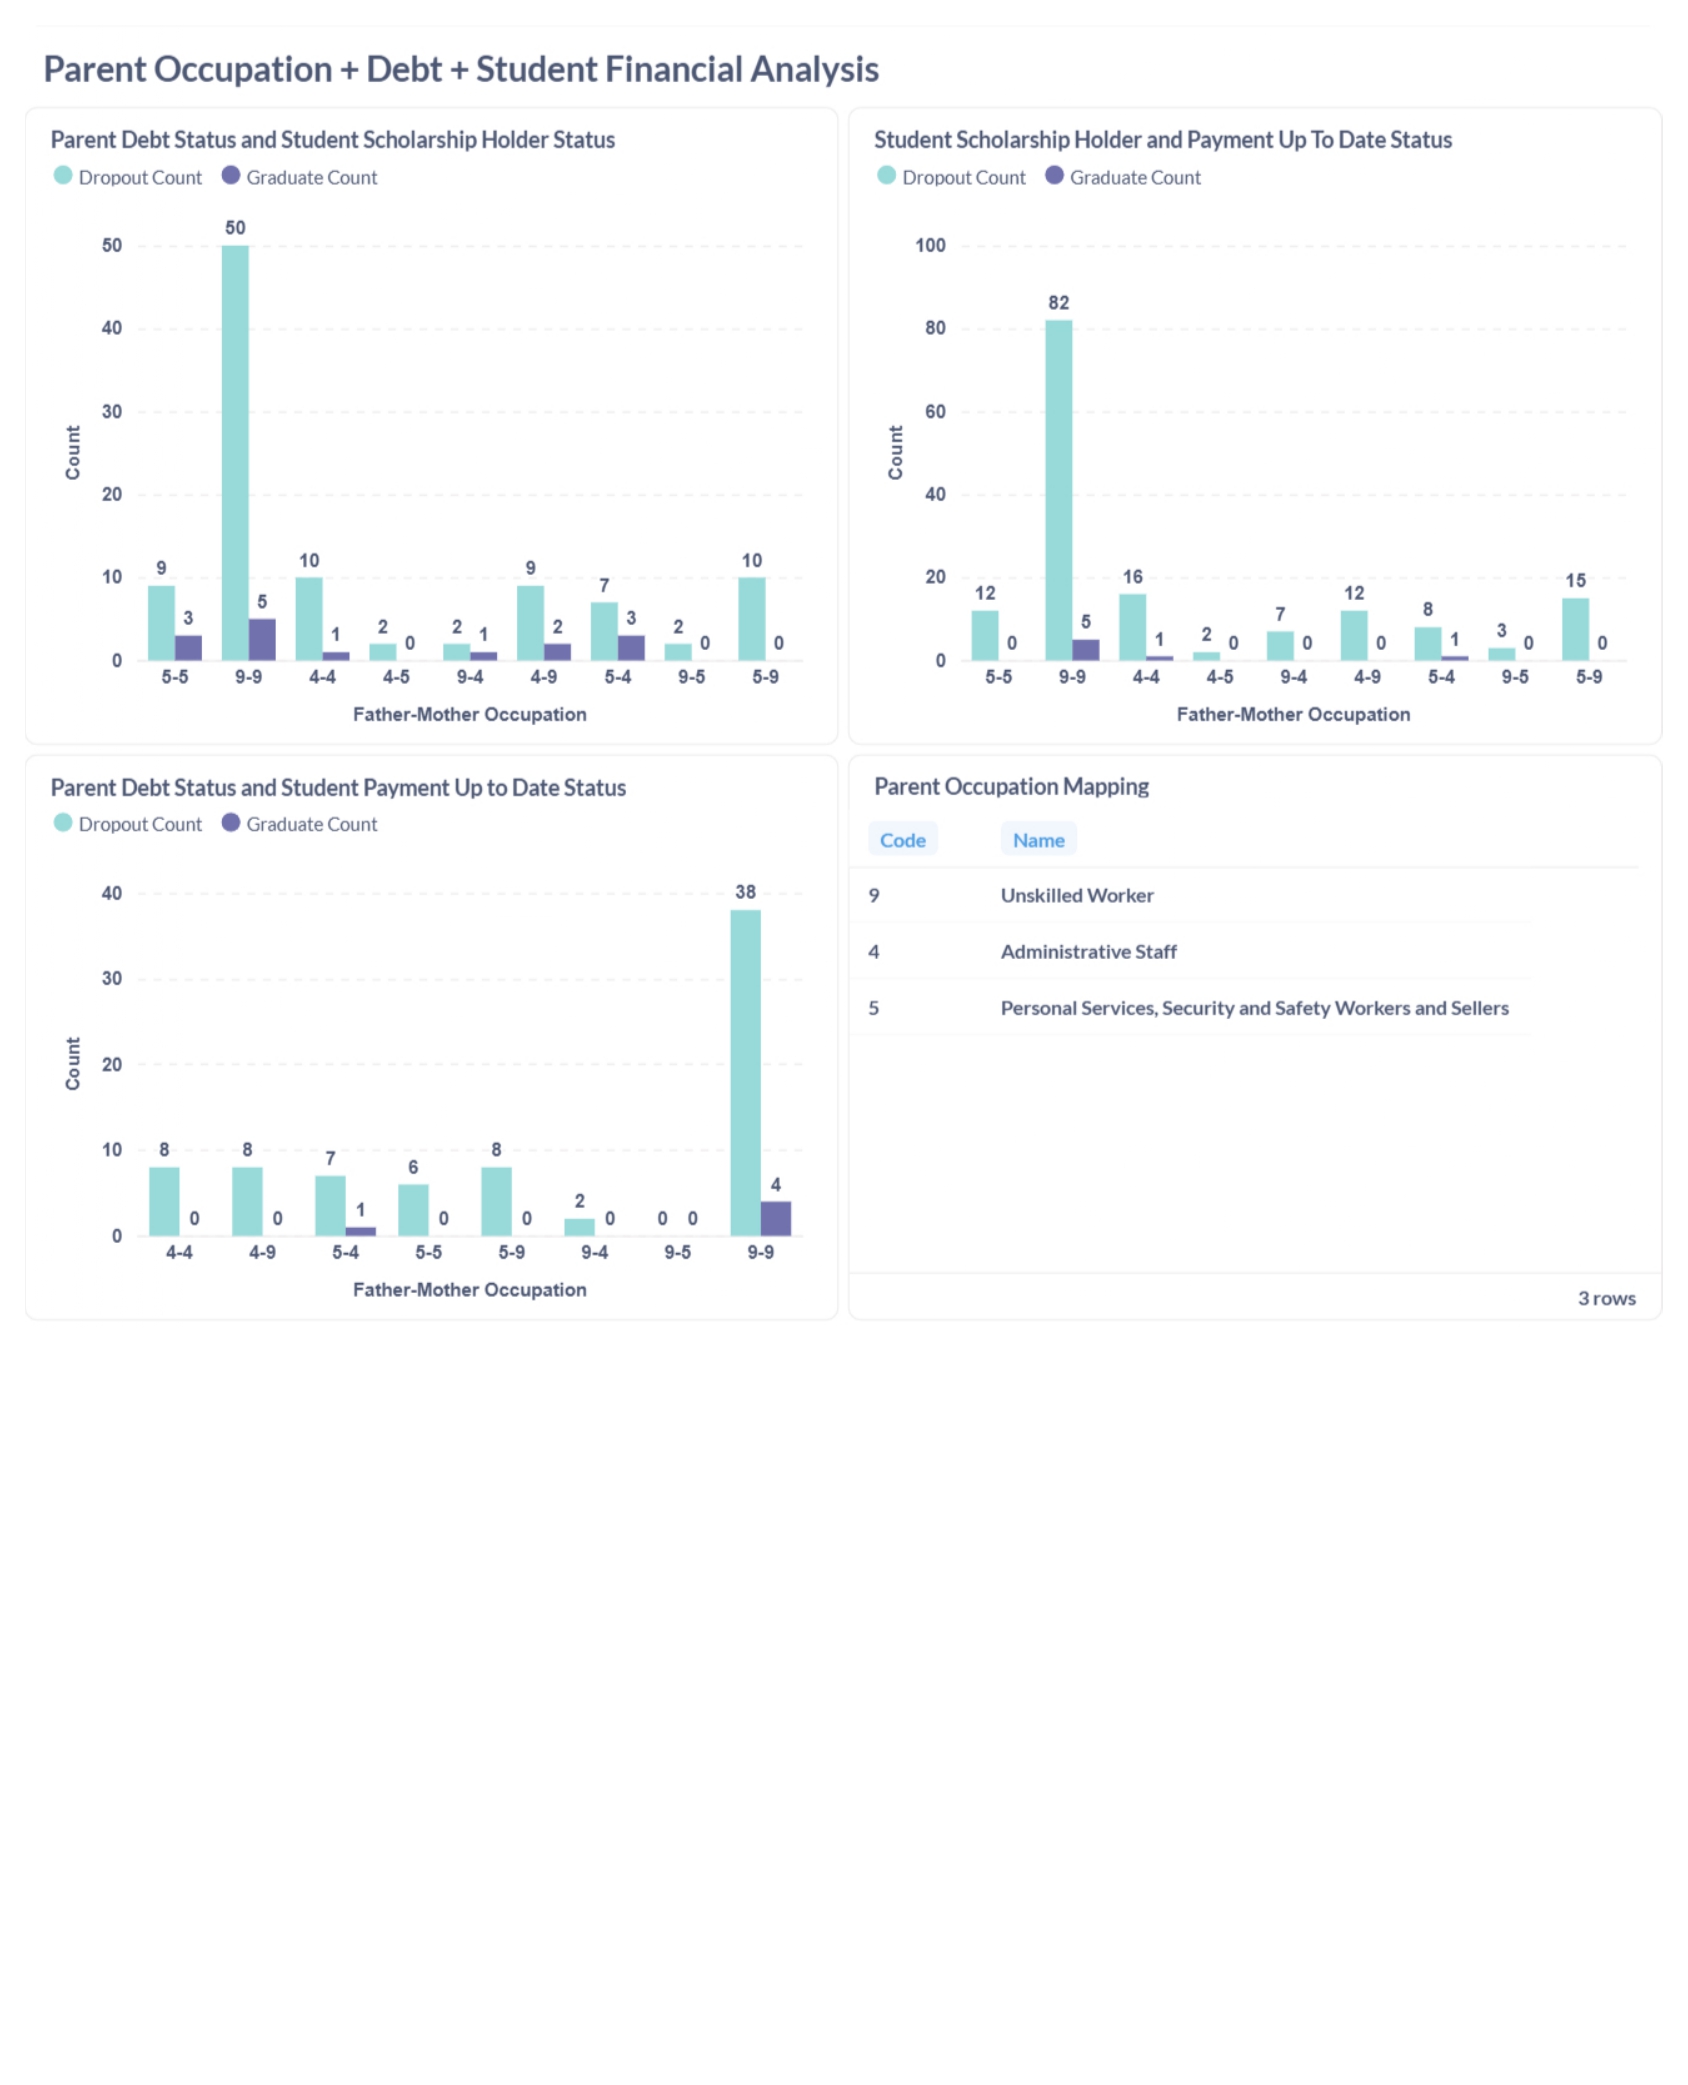 Parent Occupation + Debt + Student Financial Analysis
Parent Debt Status and Student Scholarship Holder Status
Dropout Count Graduate Count
50
50
40
30
Count
20
10
0
9 3 50 5 10 1 2 0 2 1 9 2 7 3 2 0 10 0
5-5 9-9 4-4 4-5 9-4 4-9 5-4 9-5 5-9
Father-Mother Occupation
Student Scholarship Holder and Payment Up To Date Status
Dropout Count Graduate Count
100
80
60
Count
40
20
0
12 0 82 5 16 1 2 0 7 0 12 0 8 1 3 0 15 0
5-5 9-9 4-4 4-5 9-4 4-9 5-4 9-5 5-9
Father-Mother Occupation
Parent Debt Status and Student Payment Up to Date Status
Dropout Count Graduate Count
40
30
Count
20
10
0
8 0 8 0 7 1 6 0 8 0 2 0 0 0 38 4
4-4 4-9 5-4 5-5 5-9 9-4 9-5 9-9
Father-Mother Occupation
Parent Occupation Mapping
Code Name
9 Unskilled Worker
4 Administrative Staff
5 Personal Services, Security and Safety Workers and Sellers
3 rows